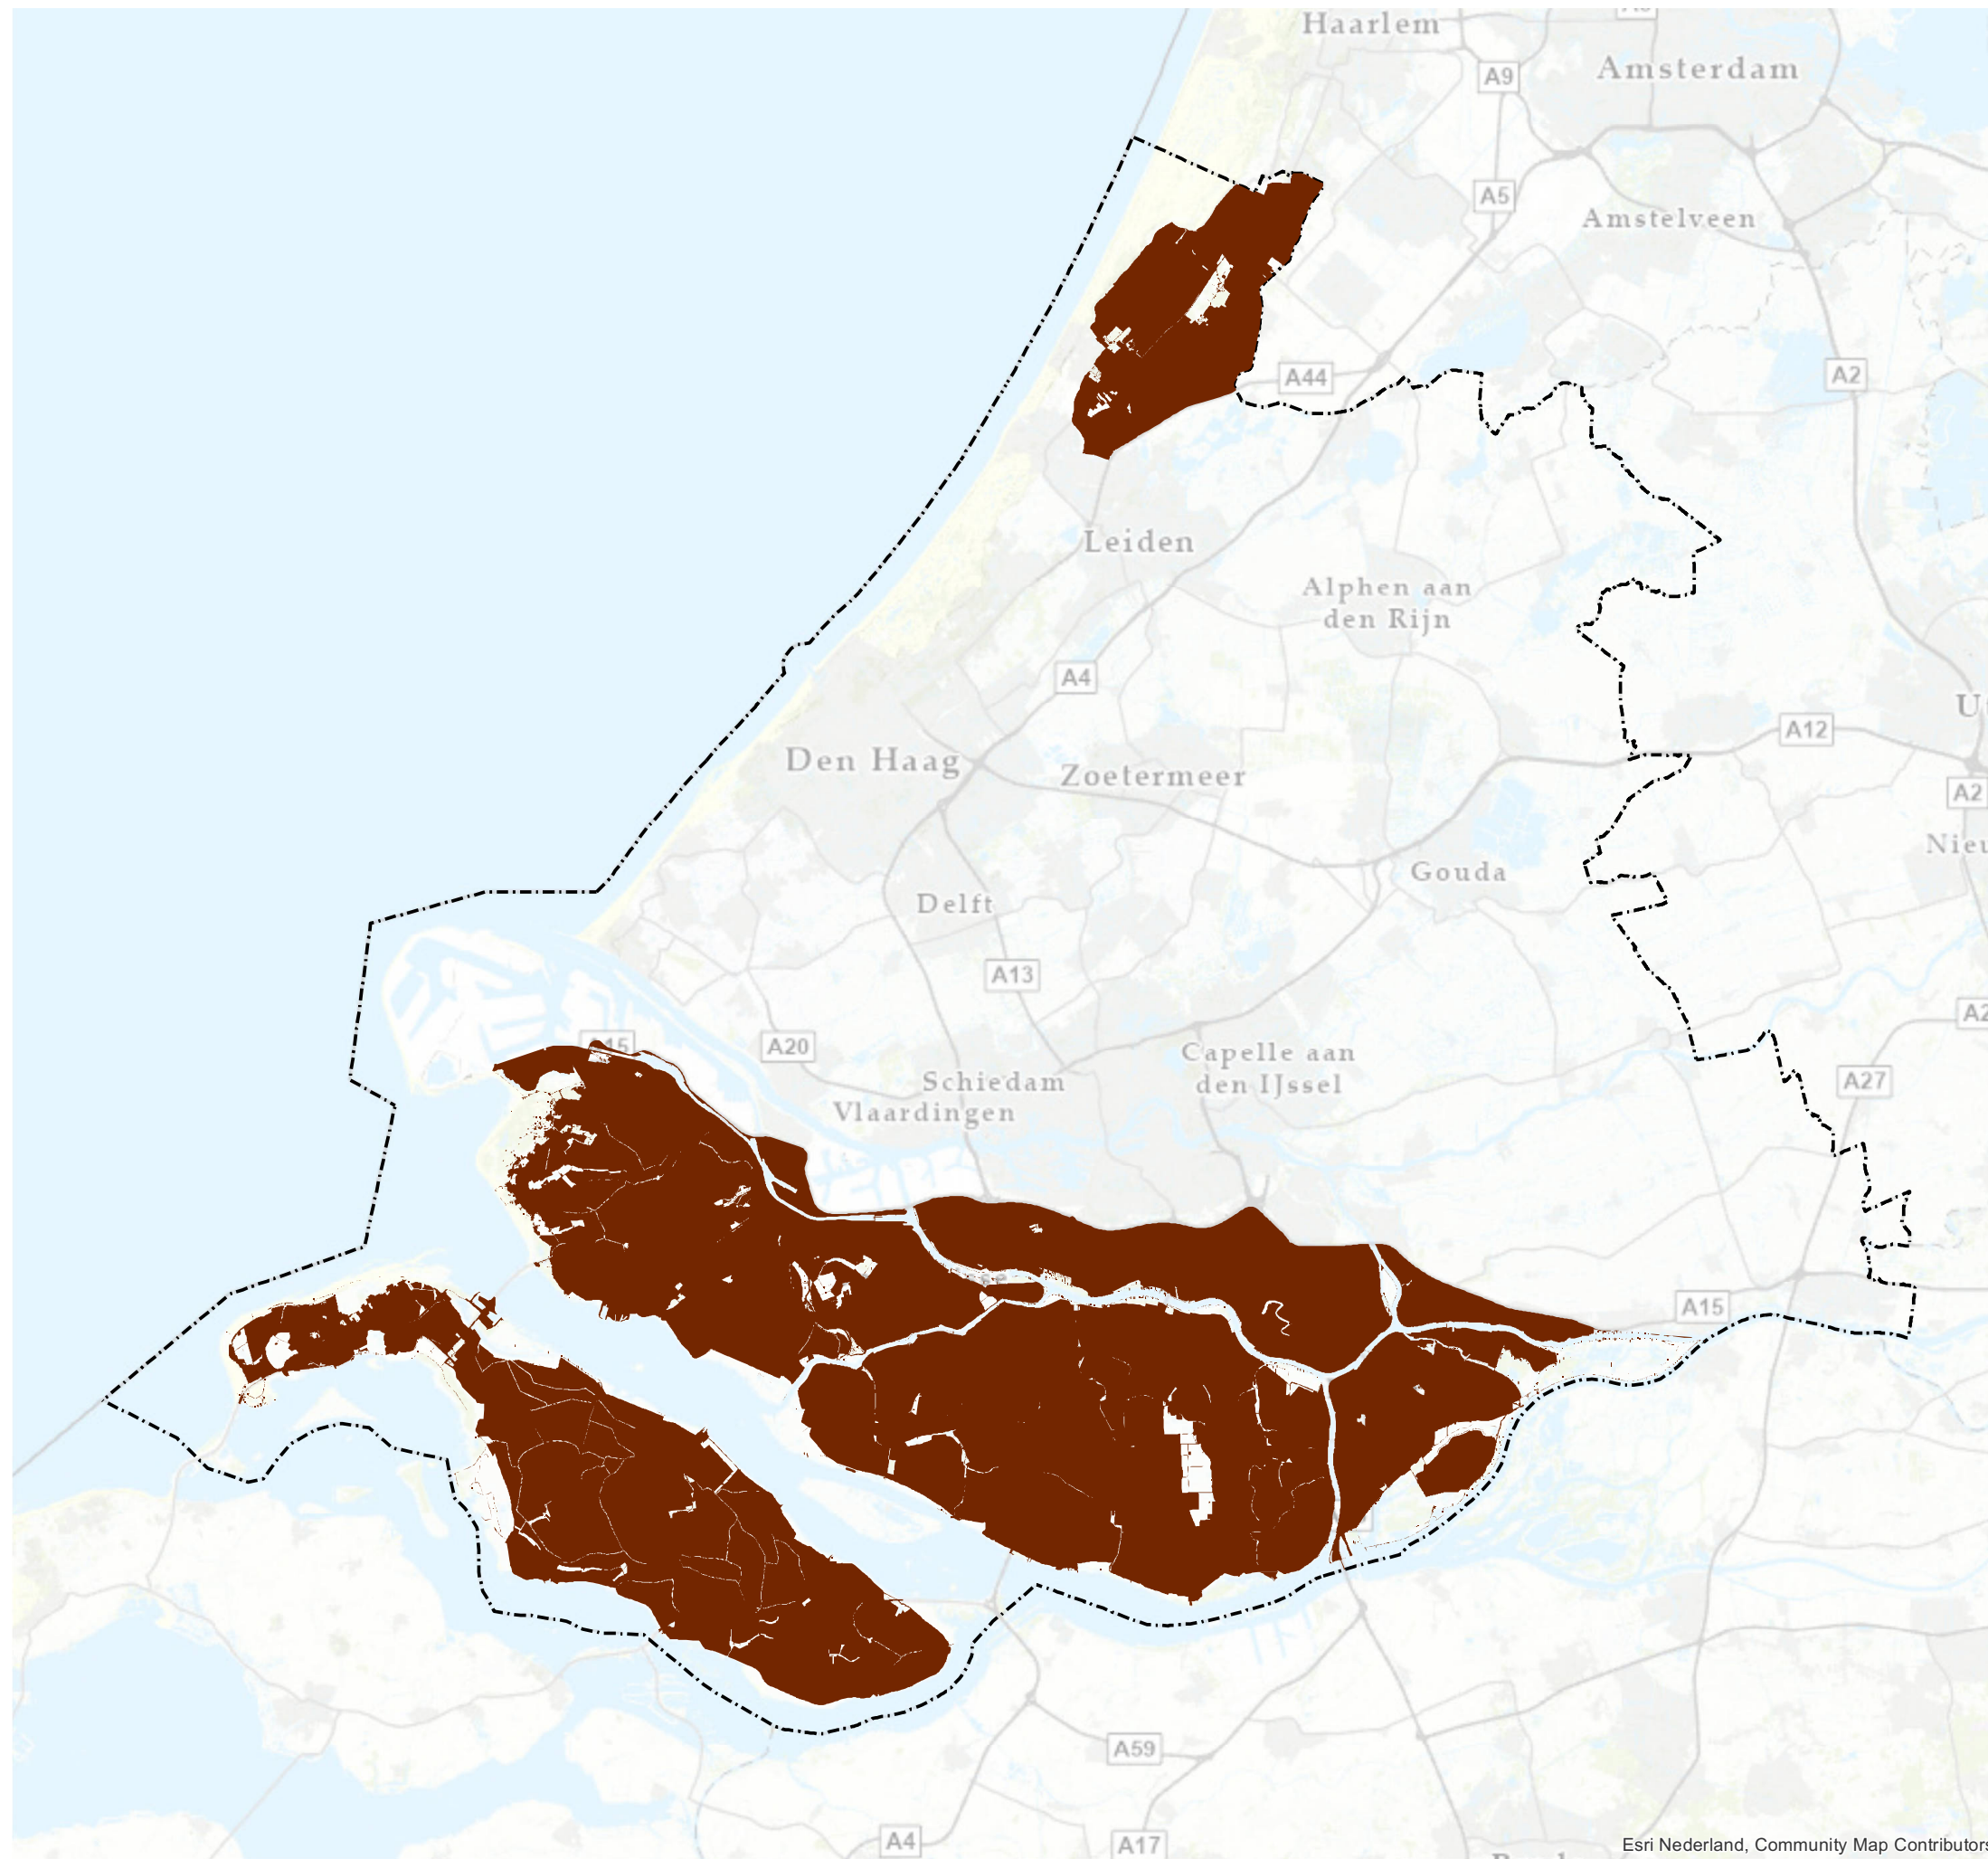 Haarlem
Amsterdam
A9
A5
Amstelveen
A44
A2
Leiden
Alphen aan
den Rijn
A4
Den Haag
Zoetermeer
A12
A2
Gouda
Delft
A13
A20
Capelle aan
den IJssel
Schiedam
Vlaardingen
A27
A15
A59
A4
A17
Esri Nederland, Community Map Contributors